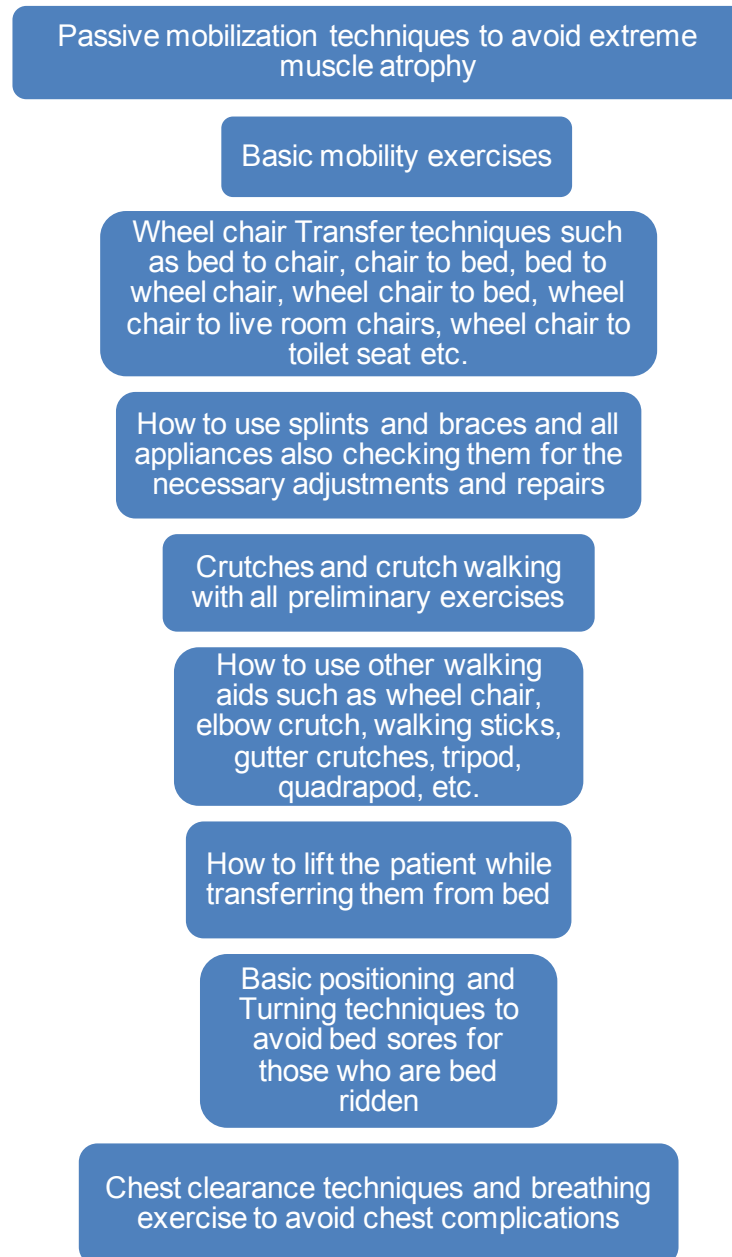 Passive mobilization techniques to avoid extreme
muscle atrophy
Basic mobility exercises
Wheel chair Transfer techniques such
as bed to chair, chair to bed, bed to
wheel chair, wheel chair to bed, wheel
chair to live room chairs, wheel chair to
toilet seat etc.
How to use splints and braces and all
appliances also checking them for the
necessary adjustments and repairs
Crutches and crutch walking
with all preliminary exercises
How to use other walking
aids such as wheel chair,
elbow crutch, walking sticks,
gutter crutches, tripod,
quadrapod, etc.
How to lift the patient while
transferring them from bed
Basic positioning and
Turning techniques to
avoid bed sores for
those who are bed
ridden
Chest clearance techniques and breathing
exercise to avoid chest complications